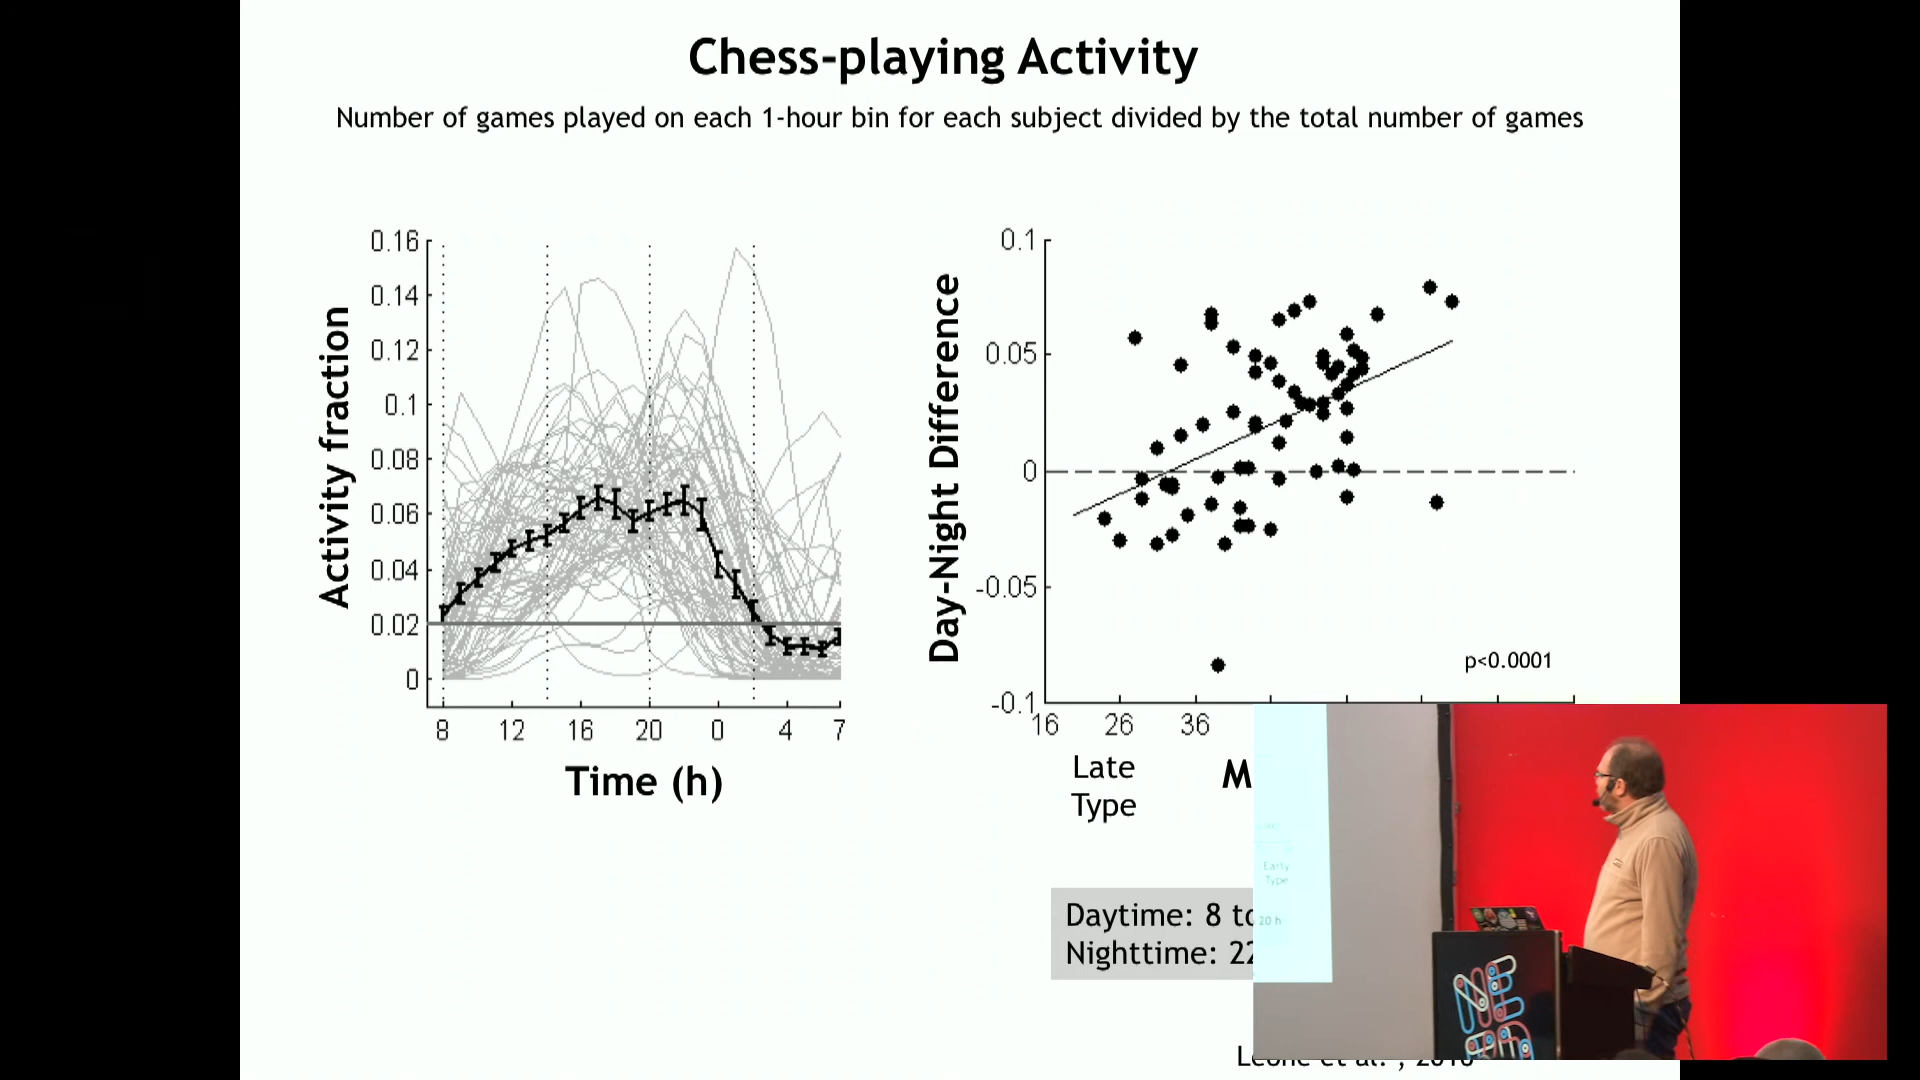 Chess-playing Activity
Number of games played on each 1-hour bin for each subject divided by the total number of games
Activity fraction
0.16
0.14
0.12
0.1
0.08
0.06
0.04
0.02
0
8 12 16 20 0 4 7
Time (h)
Day-Night Difference
0.1
0.05
0
-0.05
-0.1
p<0.0001
16 26 36
Late
Type
M
Early
Type
Daytime: 8 to
20 h
Nighttime: 22